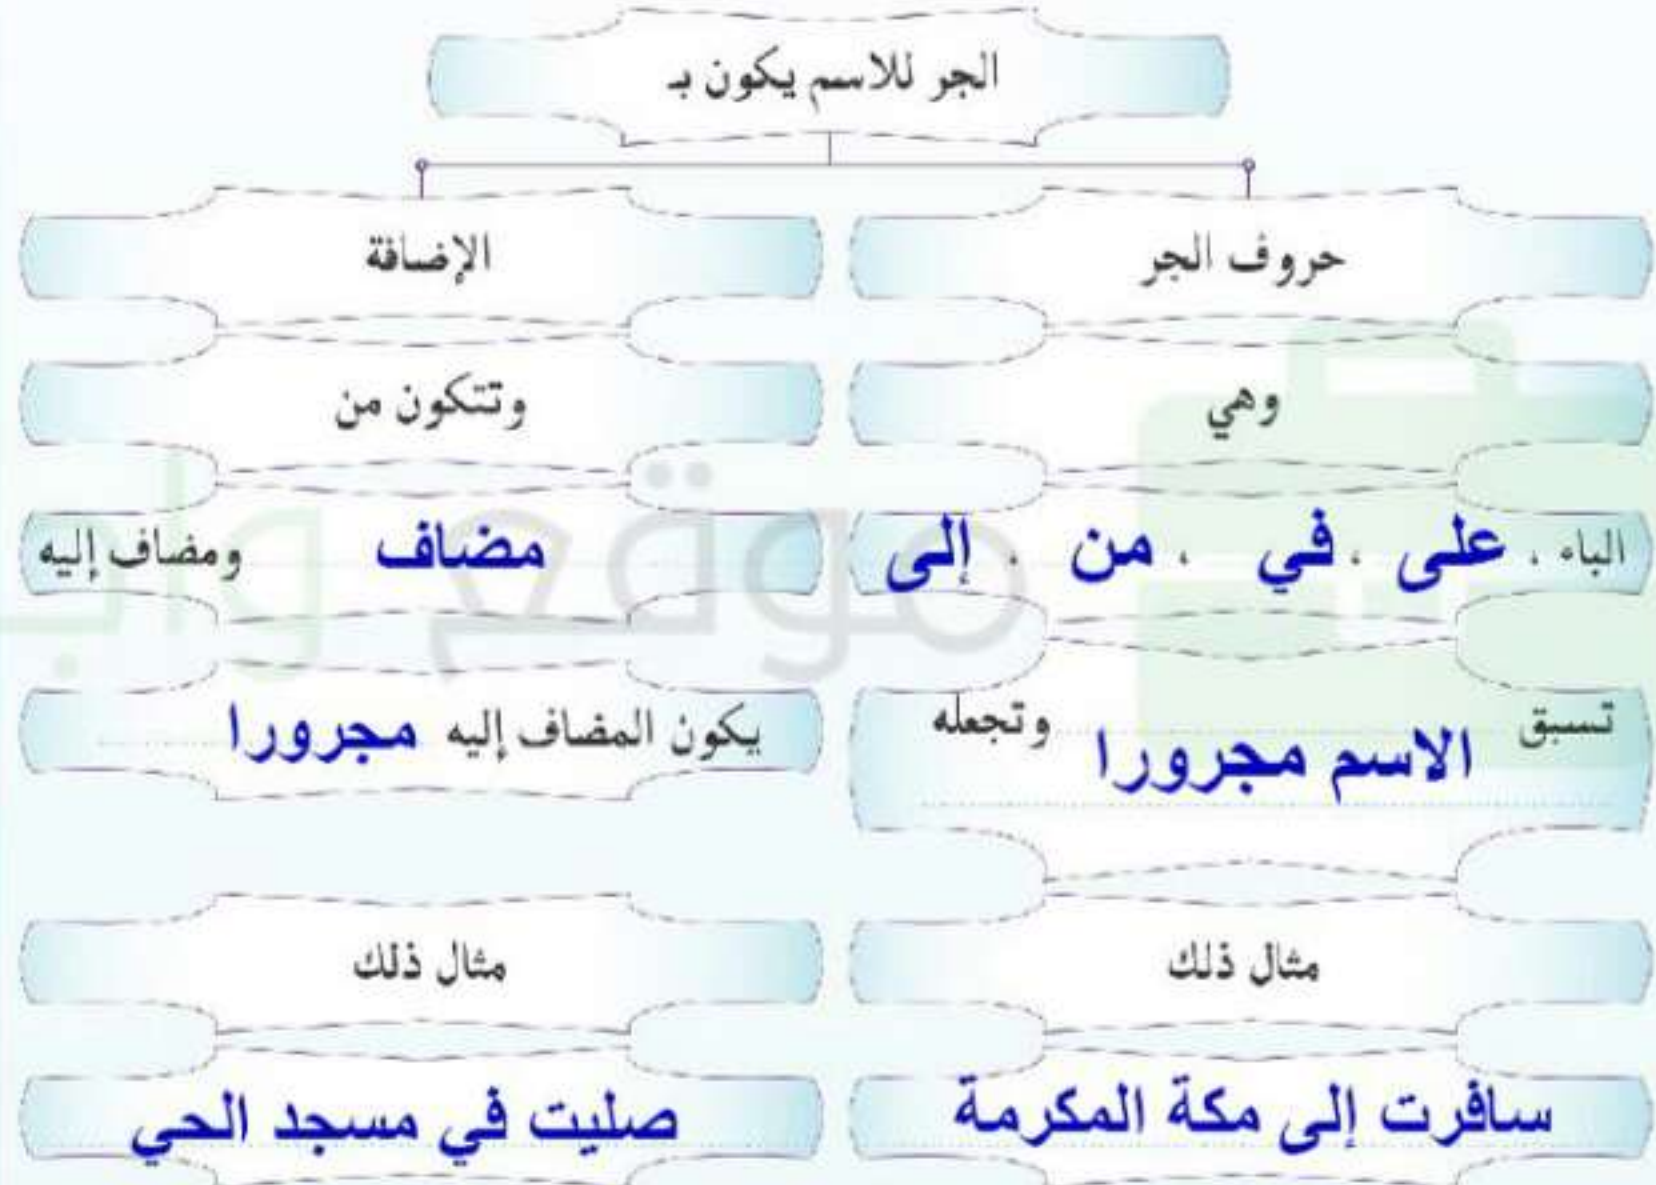 الجر للاسم يكون بـ
حروف الجر
وهي
الباء ، على ، في ، من ، إلى
تسبق الاسم وتجعله
مجرورا
مثال ذلك
سافرت إلى مكة المكرمة
الإضافة
وتتكون من
مضاف ومضاف إليه
يكون المضاف إليه مجرورا
مثال ذلك
صليت في مسجد الحي
موقع واجـ